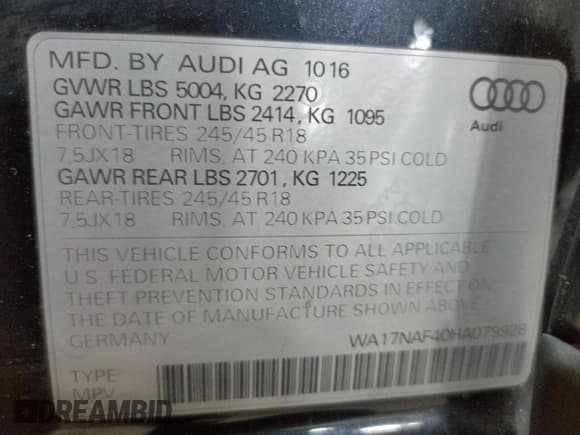 MFD. BY AUDI AG 1016
GVWR LBS 5004, KG 2270
GAWR FRONT LBS 2414, KG 1095
FRONT-TIRES 245/45 R18
7,5JX18 RIMS, AT 240 KPA 35 PSI COLD
GAWR REAR LBS 2701, KG 1225
REAR-TIRES 245/45 R18
7,5JX18 RIMS, AT 240 KPA 35 PSI COLD
Audi
THIS VEHICLE CONFORMS TO ALL APPLICABLE
U.S. FEDERAL MOTOR VEHICLE SAFETY AND
THEFT PREVENTION STANDARDS IN EFFECT ON
THE DATE OF MANUFACTURE SHOWN ABOVE.
GERMANY WA17NAF40HA079928
TYPE
MPV
DREAMBID